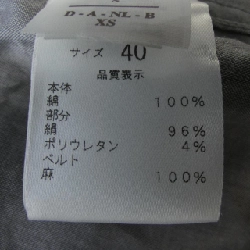 D - A - NL - B
XS
サイズ 40
品質表示
本体
綿 100%
部分
絹 96%
ポリウレタン 4%
ベルト
麻 100%